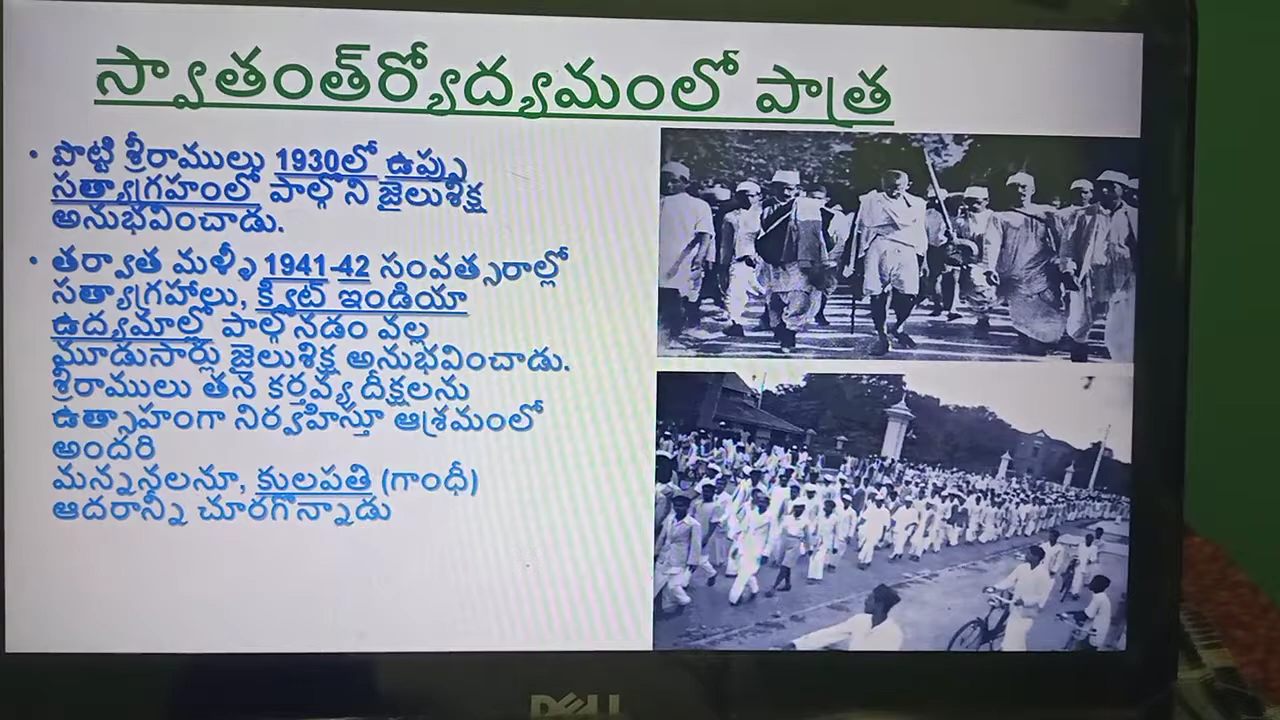 స్వాతంత్ర్యోద్యమంలో పాత్ర
• పొట్టి శ్రీరాములు 1930లో ఉప్పు
సత్యాగ్రహంలో పాల్గొని జైలుశిక్ష
అనుభవించాడు.
• తర్వాత మళ్ళీ 1941-42 సంవత్సరాల్లో
సత్యాగ్రహాలు, క్విట్ ఇండియా
ఉద్యమాల్లో పాల్గొనడం వల్ల
మూడుసార్లు జైలుశిక్ష అనుభవించాడు.
శ్రీరాములు తన కర్తవ్య దీక్షలను
ఉత్సాహంగా నిర్వహిస్తూ ఆశ్రమంలో
అందరి
మన్ననలనూ, కులపతి (గాంధీ)
ఆదరాన్నీ చూరగొన్నాడు
DELL